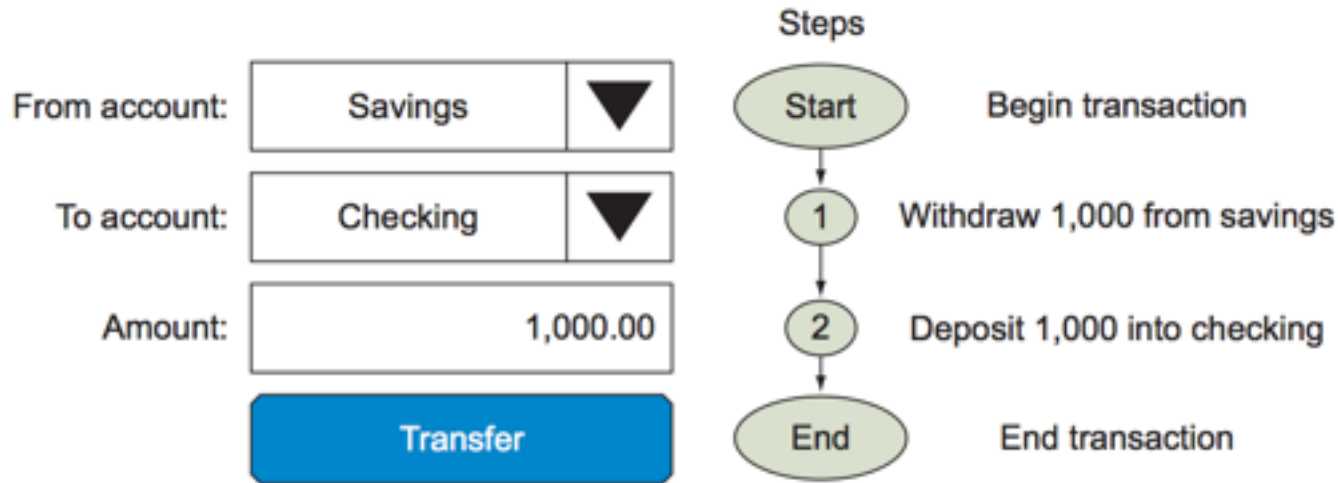 Steps
From account: Savings
Start Begin transaction
To account: Checking
1 Withdraw 1,000 from savings
Amount: 1,000.00
2 Deposit 1,000 into checking
Transfer
End End transaction